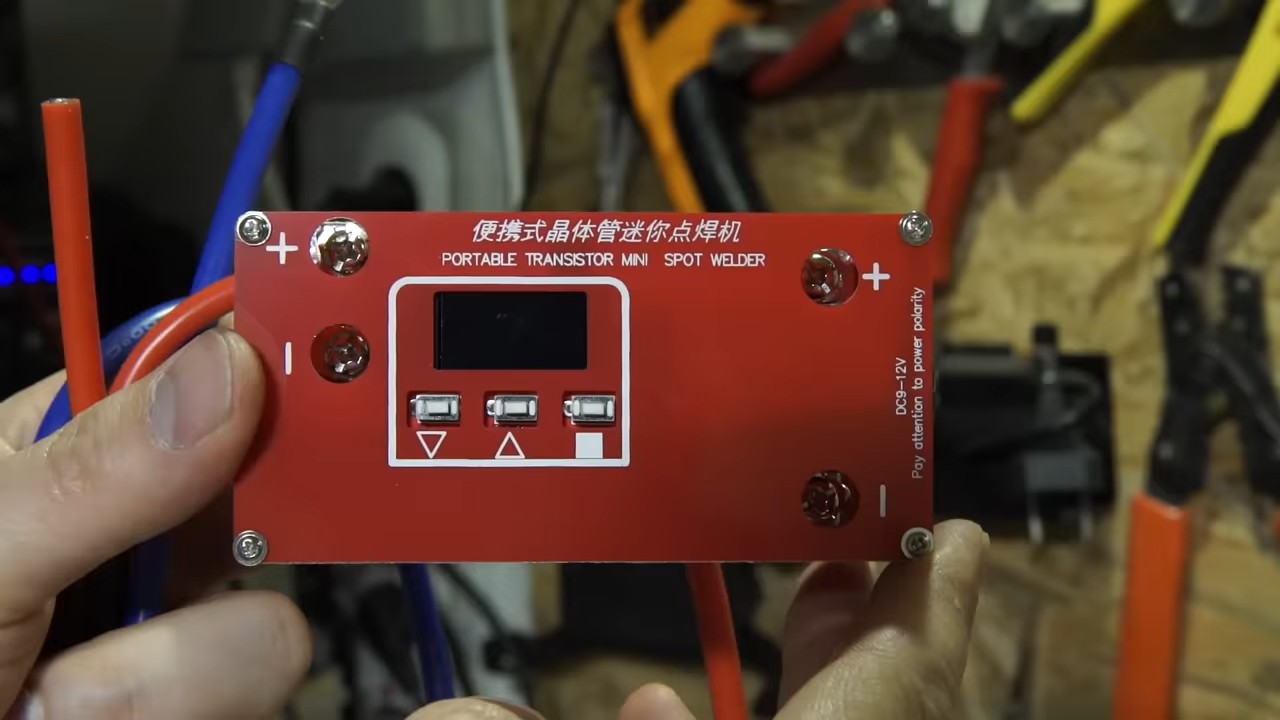 便携式晶体管迷你点焊机
PORTABLE TRANSISTOR MINI SPOT WELDER
+
+
−
−
DC9-12V
Pay attention to power polarity